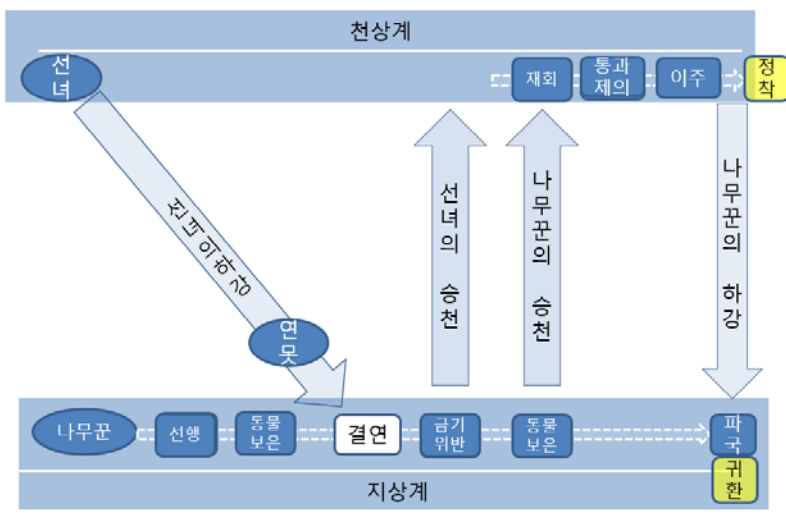 천상계
선
녀
재회
통과
제의
이주
정
착
선녀의하강
연
못
선녀의 승천
나무꾼의 승천
나무꾼의 하강
나무꾼
선행
동물
보은
결연
금기
위반
동물
보은
파
국
귀
환
지상계